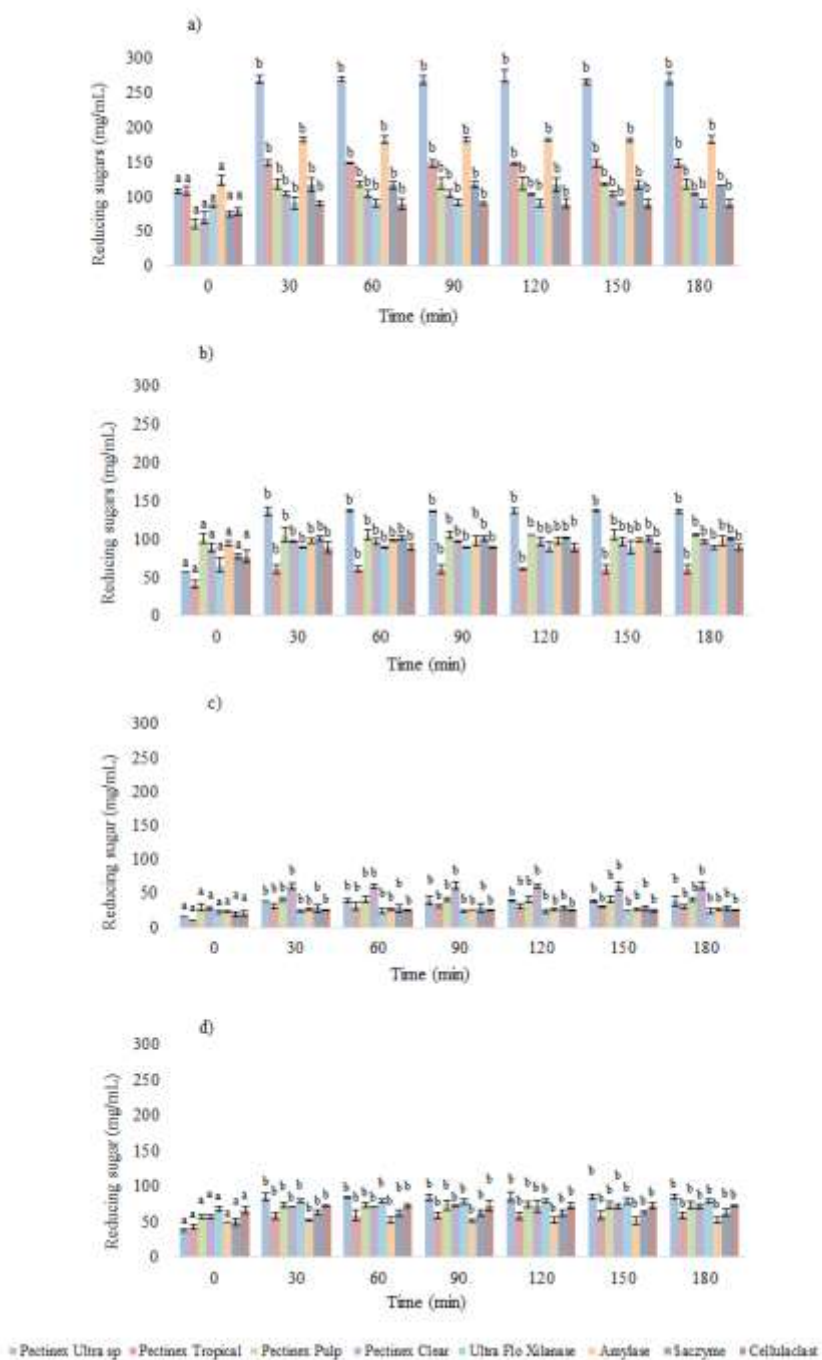 a)
Reducing sugars (mg/mL)
300
250
200
150
100
50
0
b b b b b b
b b b b b b
b b b b b b
a a a a a a a a
0 30 60 90 120 150 180
Time (min)
b)
Reducing sugars (mg/mL)
300
250
200
150
100
50
0
a a a a a a a a
b b b b b b b b
0 30 60 90 120 150 180
Time (min)
c)
Reducing sugar (mg/mL)
300
250
200
150
100
50
0
a a a a a a a a
b b b b b b b b
0 30 60 90 120 150 180
Time (min)
d)
Reducing sugar (mg/mL)
300
250
200
150
100
50
0
a a a a a a a a
b b b b b b b b
0 30 60 90 120 150 180
Time (min)
Pectinex Ultra sp Pectinex Tropical Pectinex Pulp Pectinex Clear Ultra Flo Xilanase Amylase Saczyme Cellulaclast